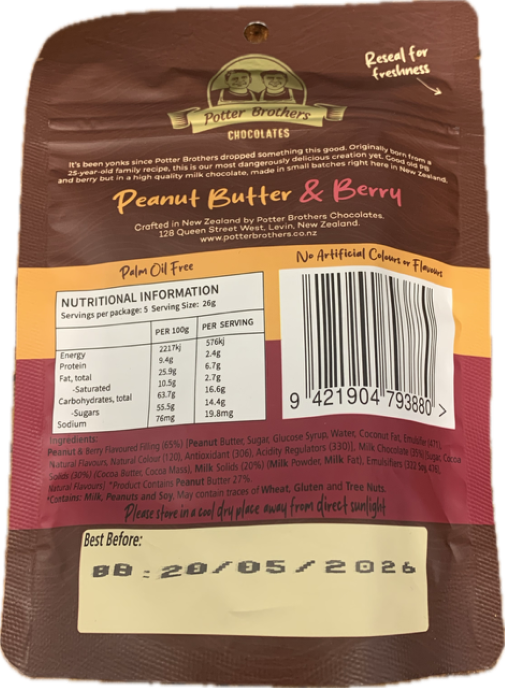 Reseal for
freshness
Potter Brothers
CHOCOLATES
It's been yonks since Potter Brothers dropped something this good. Originally born from a
25-year-old family recipe, this is our most dangerously delicious creation yet. Good old PB
and berry but in a high quality milk chocolate, made in small batches right here in New Zealand.
Peanut Butter & Berry
Crafted in New Zealand by Potter Brothers Chocolates.
128 Queen Street West, Levin, New Zealand.
www.potterbrothers.co.nz
Palm Oil Free
No Artificial Colours or Flavours
NUTRITIONAL INFORMATION
Servings per package: 5 Serving Size: 26g
PER 100g PER SERVING
Energy 2217kj 576kj
Protein 9.4g 2.4g
Fat, total 25.9g 6.7g
-Saturated 10.5g 2.7g
Carbohydrates, total 63.7g 16.6g
-Sugars 55.5g 14.4g
Sodium 76mg 19.8mg
9 421904 793880 >
Ingredients:
Peanut & Berry Flavoured Filling (65%) [Peanut Butter, Sugar, Glucose Syrup, Water, Coconut Fat, Emulsifier (471),
Natural Flavours, Natural Colour (120), Antioxidant (306), Acidity Regulators (330)], Milk Chocolate (35%) [Sugar, Cocoa
Solids (30%) (Cocoa Butter, Cocoa Mass), Milk Solids (20%) (Milk Powder, Milk Fat), Emulsifiers (322 Soy, 476),
Natural Flavours] *Product Contains Peanut Butter 27%.
*Contains: Milk, Peanuts and Soy, May contain traces of Wheat, Gluten and Tree Nuts.
Please store in a cool dry place away from direct sunlight
Best Before:
BB:20/05/2026